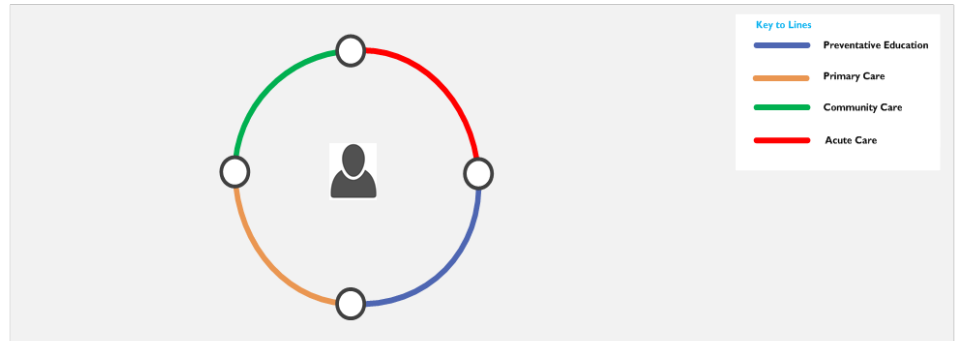 Key to Lines
Preventative Education
Primary Care
Community Care
Acute Care